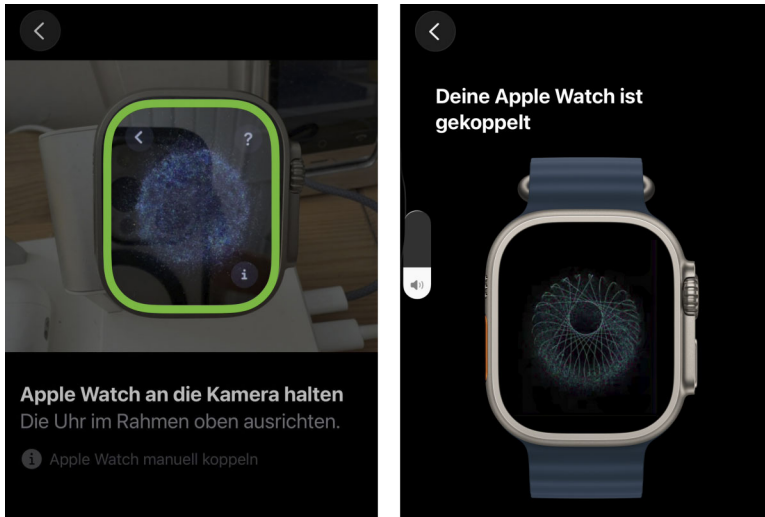 ?
i
Apple Watch an die Kamera halten
Die Uhr im Rahmen oben ausrichten.
i Apple Watch manuell koppeln
Deine Apple Watch ist
gekoppelt